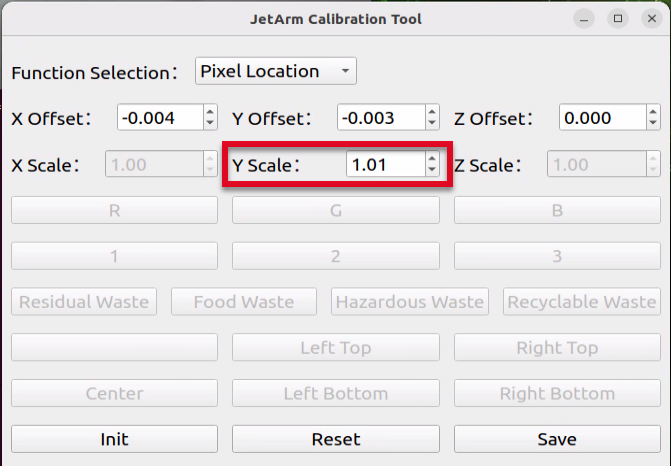 JetArm Calibration Tool
Function Selection: Pixel Location
X Offset: -0.004 Y Offset: -0.003 Z Offset: 0.000
X Scale: 1.00 Y Scale: 1.01 Z Scale: 1.00
R G B
1 2 3
Residual Waste Food Waste Hazardous Waste Recyclable Waste
Left Top Right Top
Center Left Bottom Right Bottom
Init Reset Save